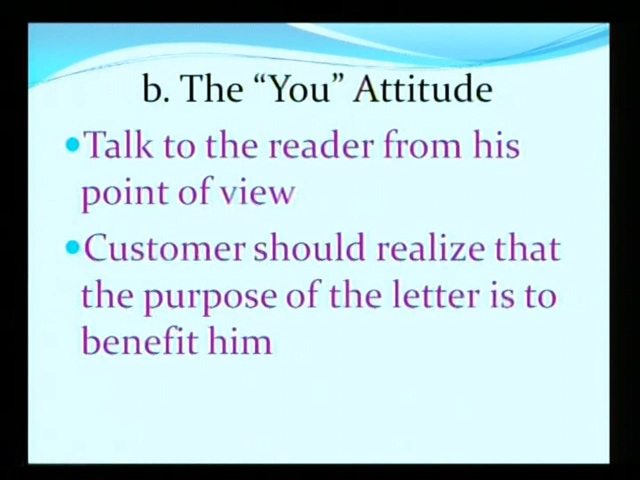 b. The “You” Attitude
•Talk to the reader from his
point of view
•Customer should realize that
the purpose of the letter is to
benefit him